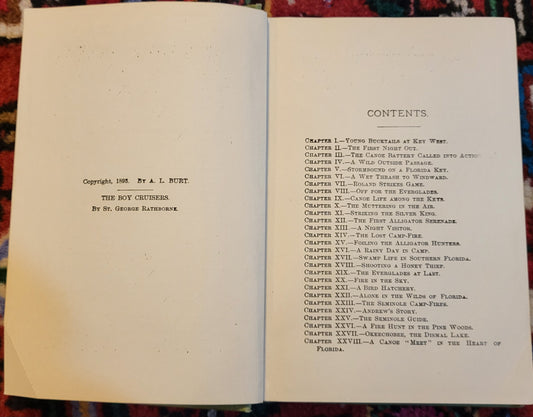 Copyright, 1893. By A. L. Burt.
THE BOY CRUISERS.
By St. George Rathborne.
CONTENTS.
Chapter I.—Young Bucktails at Key West.
Chapter II.—The First Night Out.
Chapter III.—The Canoe Battery Called into Action.
Chapter IV.—A Wild Outside Passage.
Chapter V.—Stormbound on a Florida Key.
Chapter VI.—A Wet Thrash to Windward.
Chapter VII.—Roland Strikes Game.
Chapter VIII.—Off for the Everglades.
Chapter IX.—Canoe Life among the Keys.
Chapter X.—The Muttering in the Air.
Chapter XI.—Striking the Silver King.
Chapter XII.—The First Alligator Serenade.
Chapter XIII.—A Night Visitor.
Chapter XIV.—The Lost Camp-Fire.
Chapter XV.—Foiling the Alligator Hunters.
Chapter XVI.—A Rainy Day in Camp.
Chapter XVII.—Swamp Life in Southern Florida.
Chapter XVIII.—Shooting a Honey Thief.
Chapter XIX.—The Everglades at Last.
Chapter XX.—Fire in the Sky.
Chapter XXI.—A Bird Hatchery.
Chapter XXII.—Alone in the Wilds of Florida.
Chapter XXIII.—The Seminole Camp-Fires.
Chapter XXIV.—Andrew's Story.
Chapter XXV.—The Seminole Guide.
Chapter XXVI.—A Fire Hunt in the Pine Woods.
Chapter XXVII.—Okeechobee, the Dismal Lake.
Chapter XXVIII.—A Canoe "Meet" in the Heart of
Florida.